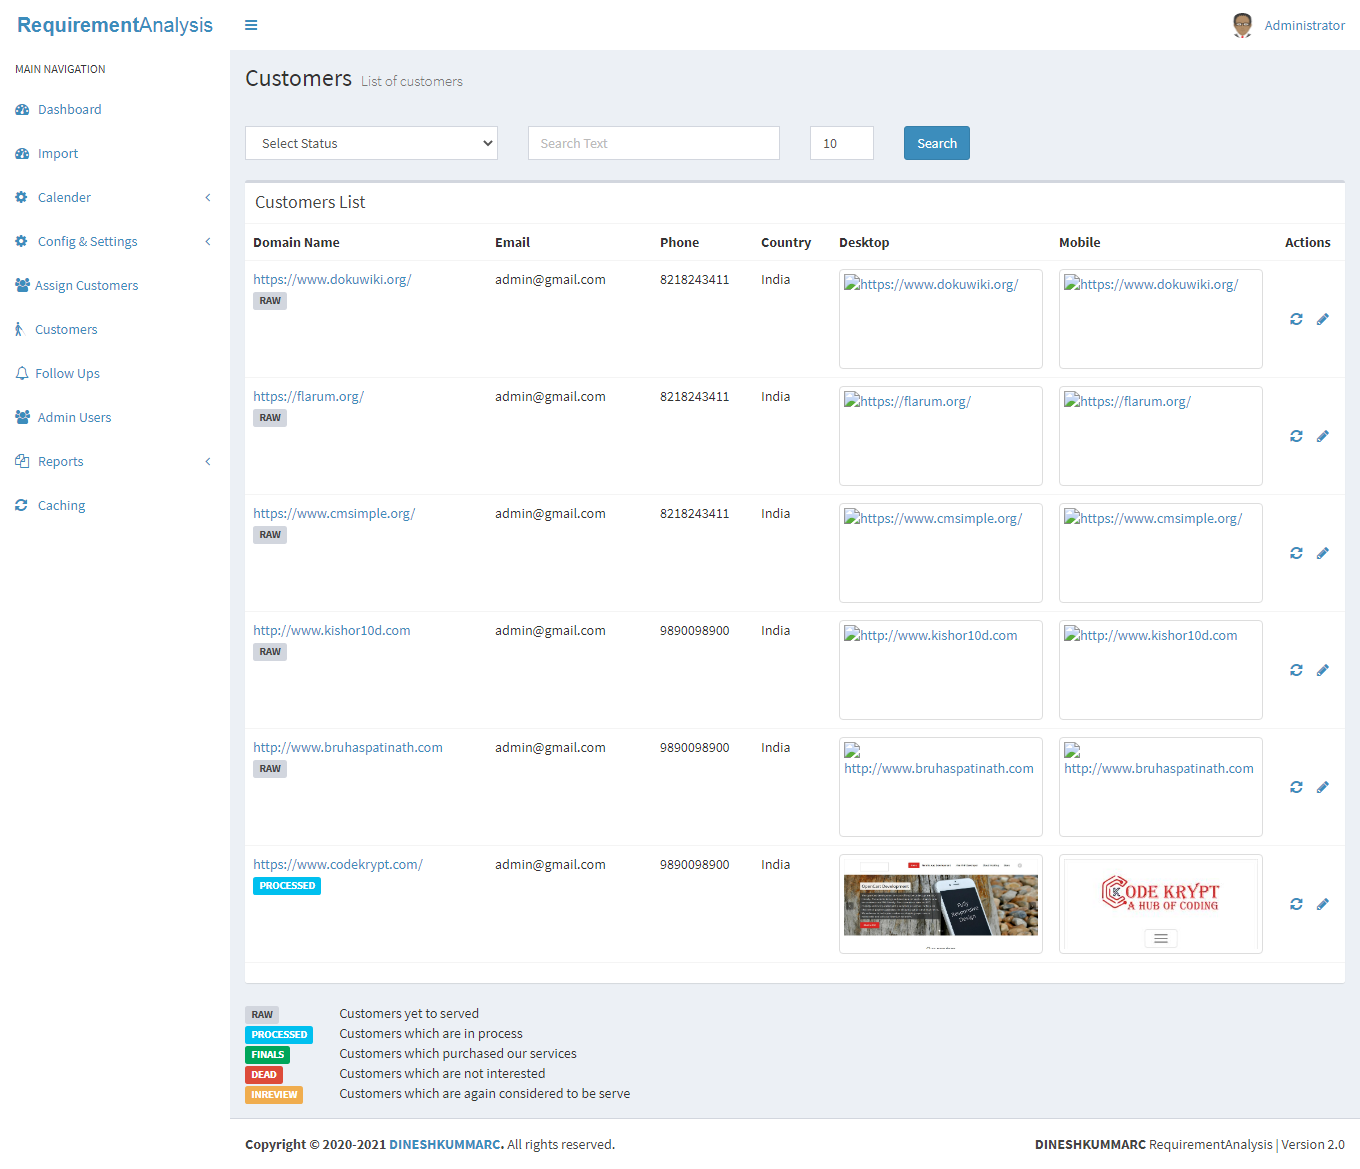 RequirementAnalysis
Administrator
MAIN NAVIGATION
Dashboard
Import
Calender
Config & Settings
Assign Customers
Customers
Follow Ups
Admin Users
Reports
Caching
Customers List of customers
Select Status Search Text 10 Search
Customers List
Domain Name Email Phone Country Desktop Mobile Actions
https://www.dokuwiki.org/ admin@gmail.com 8218243411 India https://www.dokuwiki.org/ https://www.dokuwiki.org/
RAW
https://flarum.org/ admin@gmail.com 8218243411 India https://flarum.org/ https://flarum.org/
RAW
https://www.cmsimple.org/ admin@gmail.com 8218243411 India https://www.cmsimple.org/ https://www.cmsimple.org/
RAW
http://www.kishor10d.com admin@gmail.com 9890098900 India http://www.kishor10d.com http://www.kishor10d.com
RAW
http://www.bruhaspatinath.com admin@gmail.com 9890098900 India
RAW http://www.bruhaspatinath.com http://www.bruhaspatinath.com
https://www.codekrypt.com/ admin@gmail.com 9890098900 India
PROCESSED
OpenCart Development
Fully
Responsive
Design
CODE KRYPT
A HUB OF CODING
RAW Customers yet to served
PROCESSED Customers which are in process
FINALS Customers which purchased our services
DEAD Customers which are not interested
INREVIEW Customers which are again considered to be serve
Copyright © 2020-2021 DINESHKUMMARC. All rights reserved.
DINESHKUMMARC RequirementAnalysis | Version 2.0